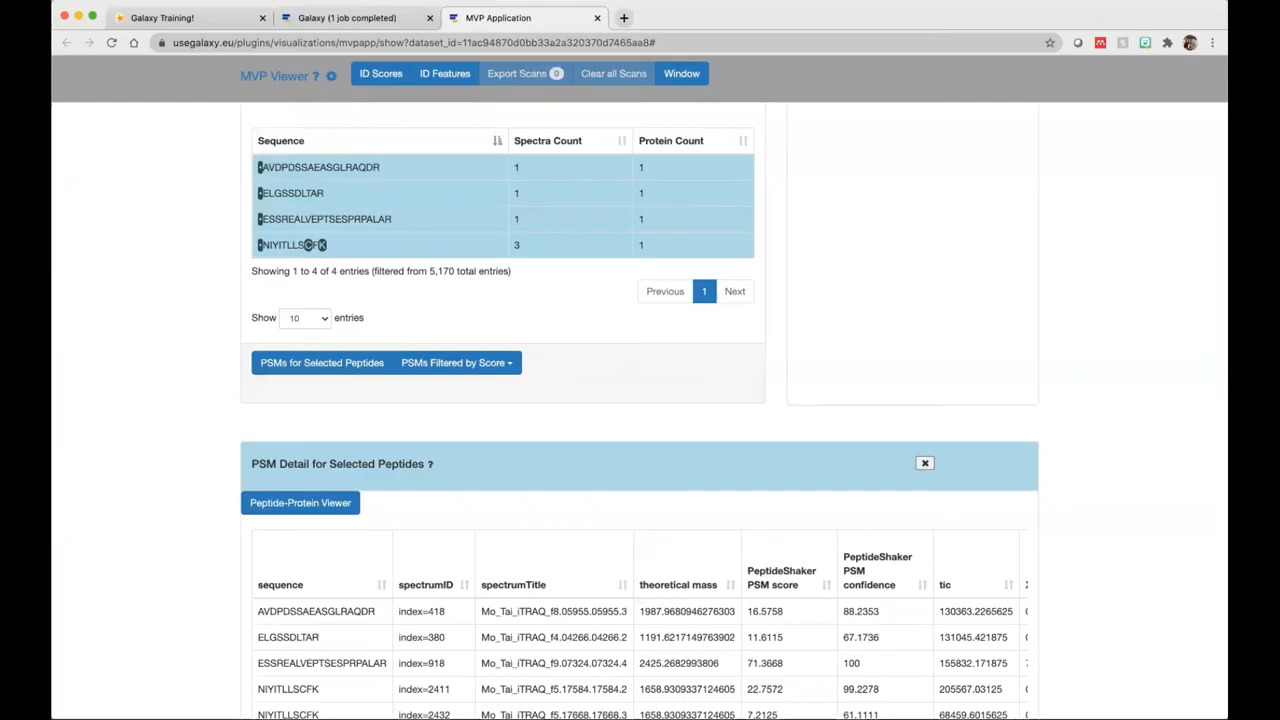 Galaxy Training!
Galaxy (1 job completed)
MVP Application
usegalaxy.eu/plugins/visualizations/mvpapp/show?dataset_id=11ac94870d0bb33a2a320370d7465aa8#
MVP Viewer ?
ID Scores ID Features Export Scans 0 Clear all Scans Window
Sequence Spectra Count Protein Count
AVDPDSSAEASGLRAQDR 1 1
ELGSSDLTAR 1 1
ESSREALVEPTSESPRPALAR 1 1
NIYITLLSCFK 3 1
Showing 1 to 4 of 4 entries (filtered from 5,170 total entries)
Previous 1 Next
Show 10 entries
PSMs for Selected Peptides PSMs Filtered by Score
PSM Detail for Selected Peptides ?
Peptide-Protein Viewer
sequence spectrumID spectrumTitle theoretical mass PeptideShaker PSM score PeptideShaker PSM confidence tic
AVDPDSSAEASGLRAQDR index=418 Mo_Tai_iTRAQ_f8.05955.05955.3 1987.9680946276303 16.5758 88.2353 130363.2265625
ELGSSDLTAR index=380 Mo_Tai_iTRAQ_f4.04266.04266.2 1191.6217149763902 11.6115 67.1736 131045.421875
ESSREALVEPTSESPRPALAR index=918 Mo_Tai_iTRAQ_f9.07324.07324.4 2425.2682993806 71.3668 100 155832.171875
NIYITLLSCFK index=2411 Mo_Tai_iTRAQ_f5.17584.17584.2 1658.9309337124605 22.7572 99.2278 205567.03125
NIYITLLSCFK index=2432 Mo_Tai_iTRAQ_f5.17668.17668.2 1658.9309337124605 7.2125 61.1111 68459.6015625